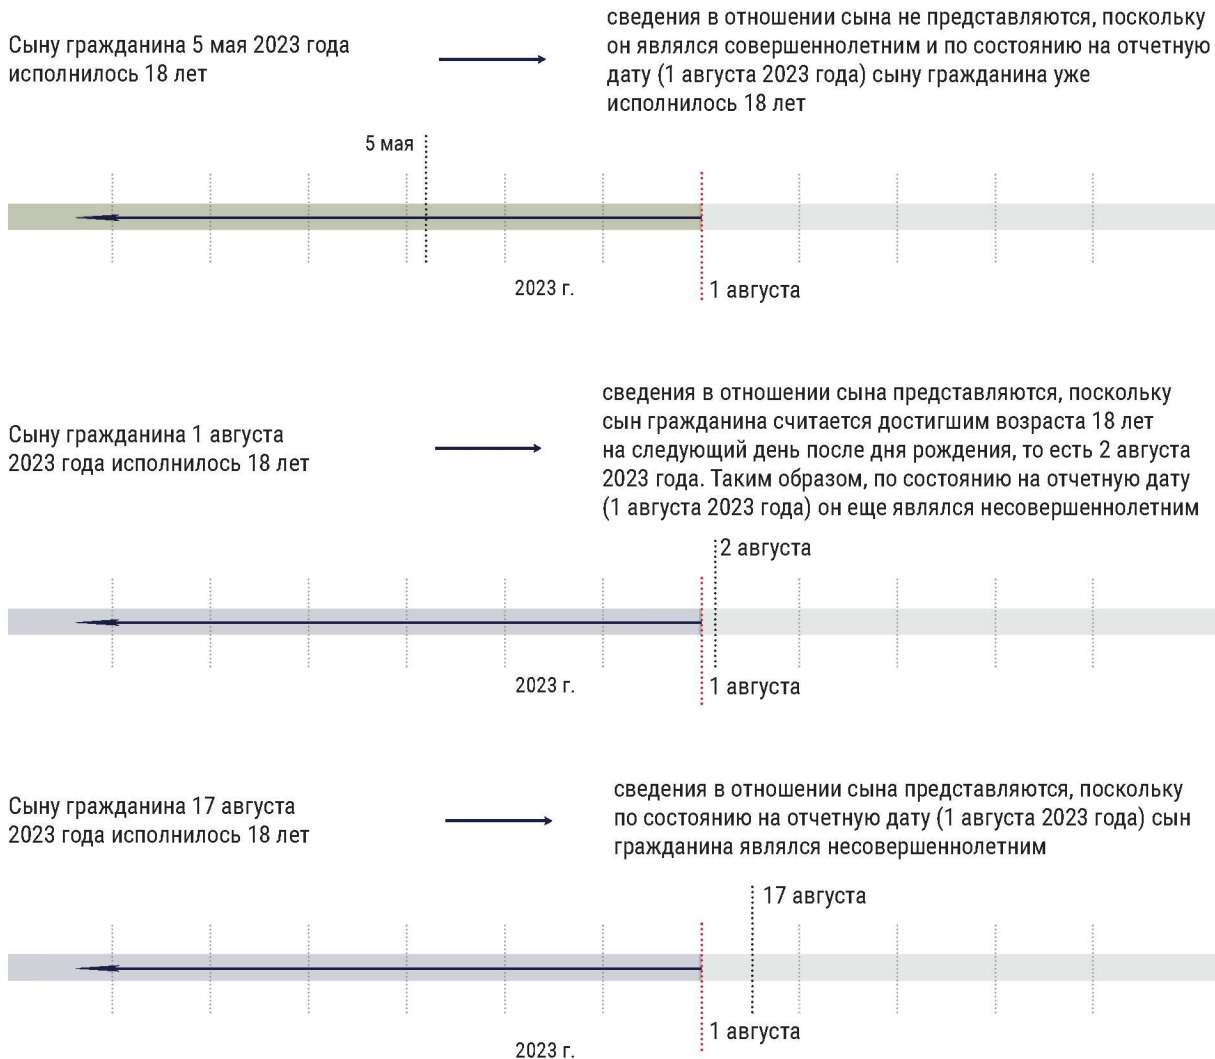 Сыну гражданина 5 мая 2023 года
исполнилось 18 лет
сведения в отношении сына не представляются, поскольку
он являлся совершеннолетним и по состоянию на отчетную
дату (1 августа 2023 года) сыну гражданина уже
исполнилось 18 лет
5 мая
2023 г.
1 августа
Сыну гражданина 1 августа
2023 года исполнилось 18 лет
сведения в отношении сына представляются, поскольку
сын гражданина считается достигшим возраста 18 лет
на следующий день после дня рождения, то есть 2 августа
2023 года. Таким образом, по состоянию на отчетную дату
(1 августа 2023 года) он еще являлся несовершеннолетним
2 августа
2023 г.
1 августа
Сыну гражданина 17 августа
2023 года исполнилось 18 лет
сведения в отношении сына представляются, поскольку
по состоянию на отчетную дату (1 августа 2023 года) сын
гражданина являлся несовершеннолетним
17 августа
1 августа
2023 г.